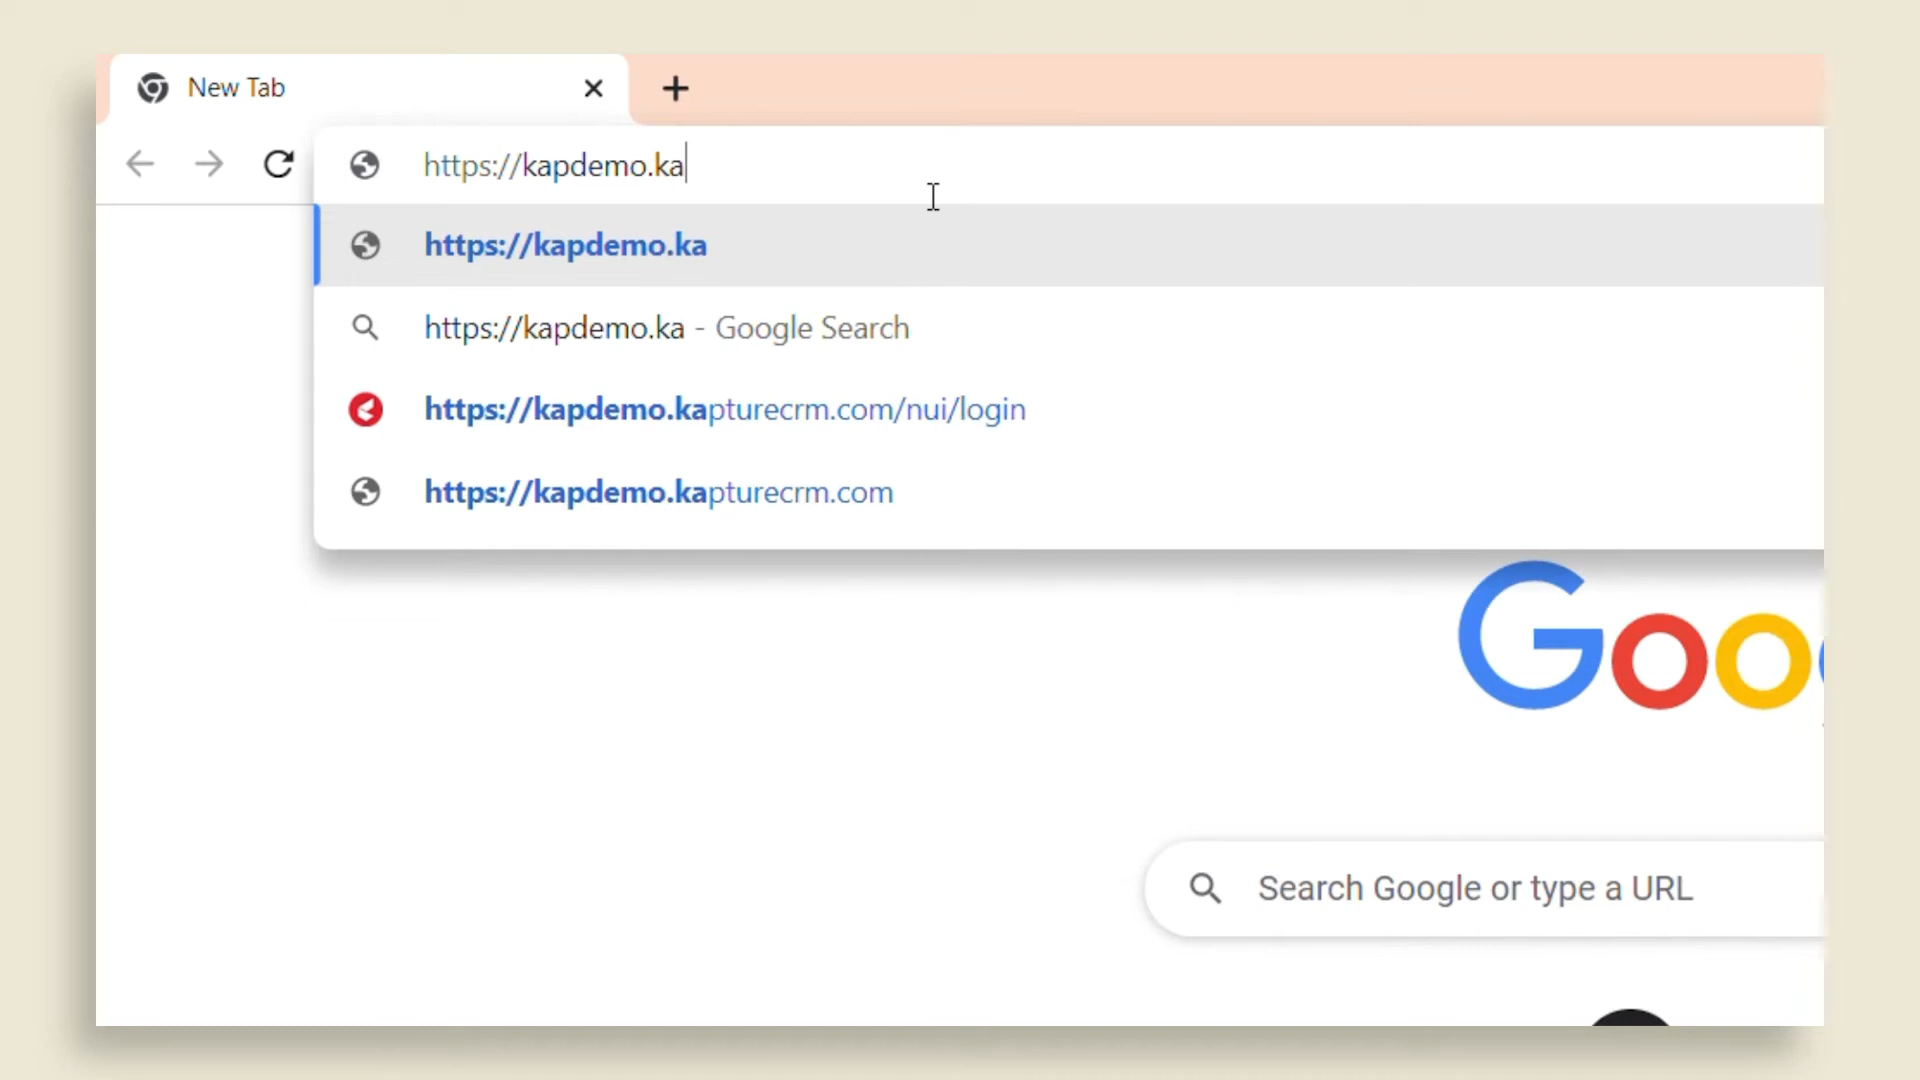 New Tab
https://kapdemo.ka
https://kapdemo.ka
https://kapdemo.ka - Google Search
https://kapdemo.kapturecrm.com/nui/login
https://kapdemo.kapturecrm.com
Goo
Search Google or type a URL